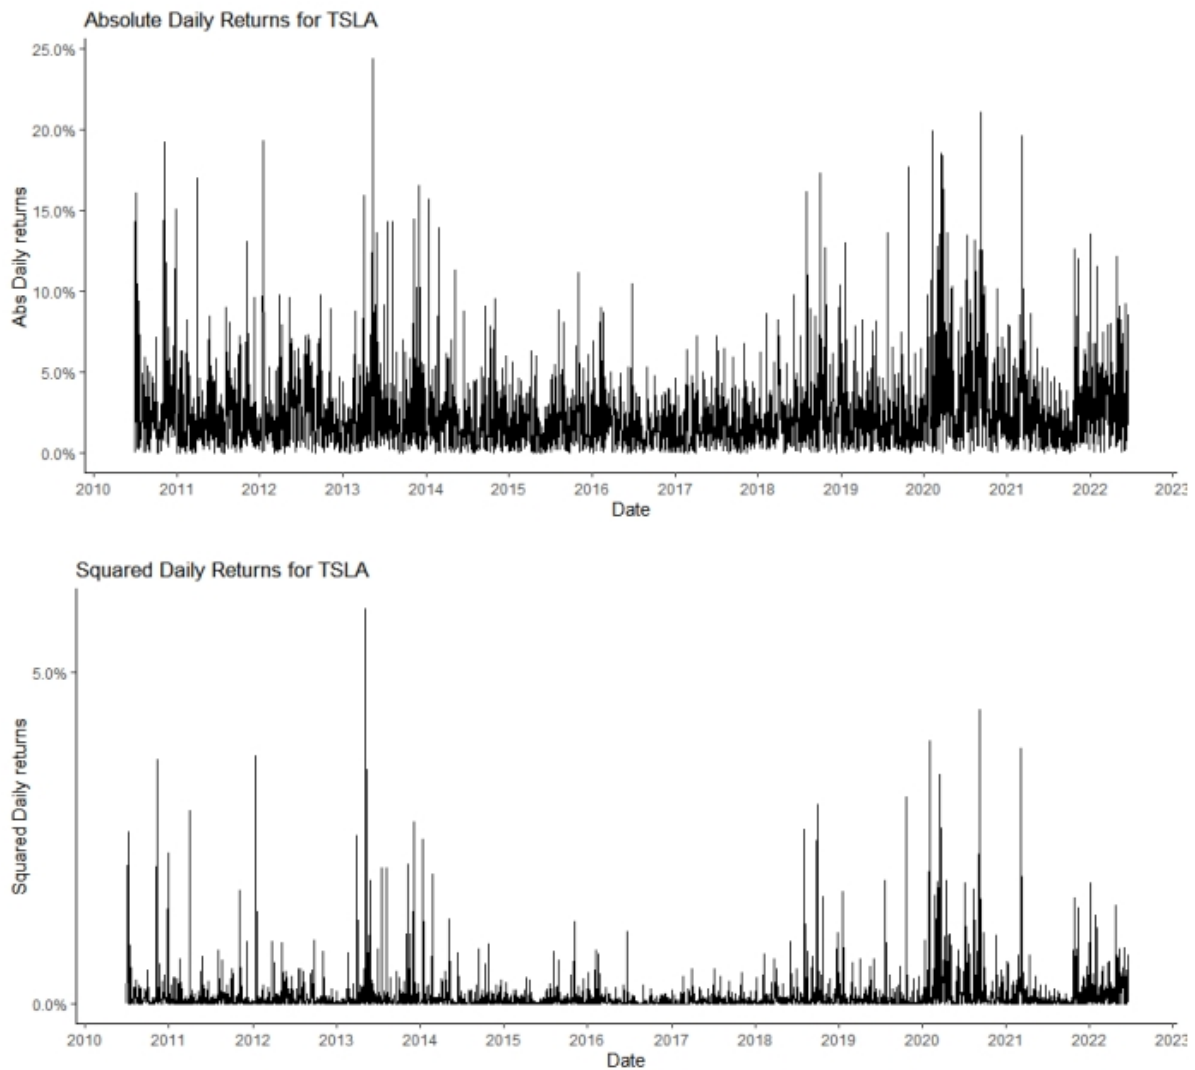 Absolute Daily Returns for TSLA
25.0%
20.0%
15.0%
10.0%
5.0%
0.0%
Abs Daily returns
2010 2011 2012 2013 2014 2015 2016 2017 2018 2019 2020 2021 2022 2023
Date
Squared Daily Returns for TSLA
5.0%
0.0%
Squared Daily returns
2010 2011 2012 2013 2014 2015 2016 2017 2018 2019 2020 2021 2022 2023
Date